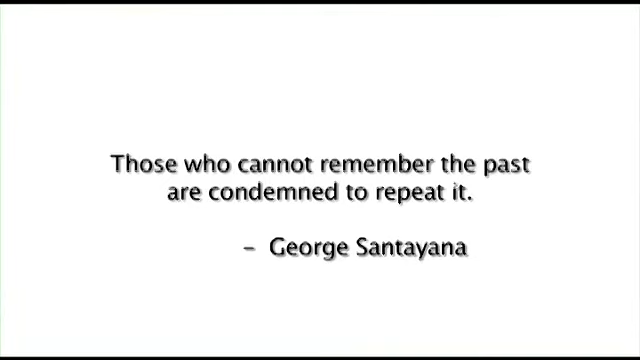 Those who cannot remember the past
are condemned to repeat it.
– George Santayana